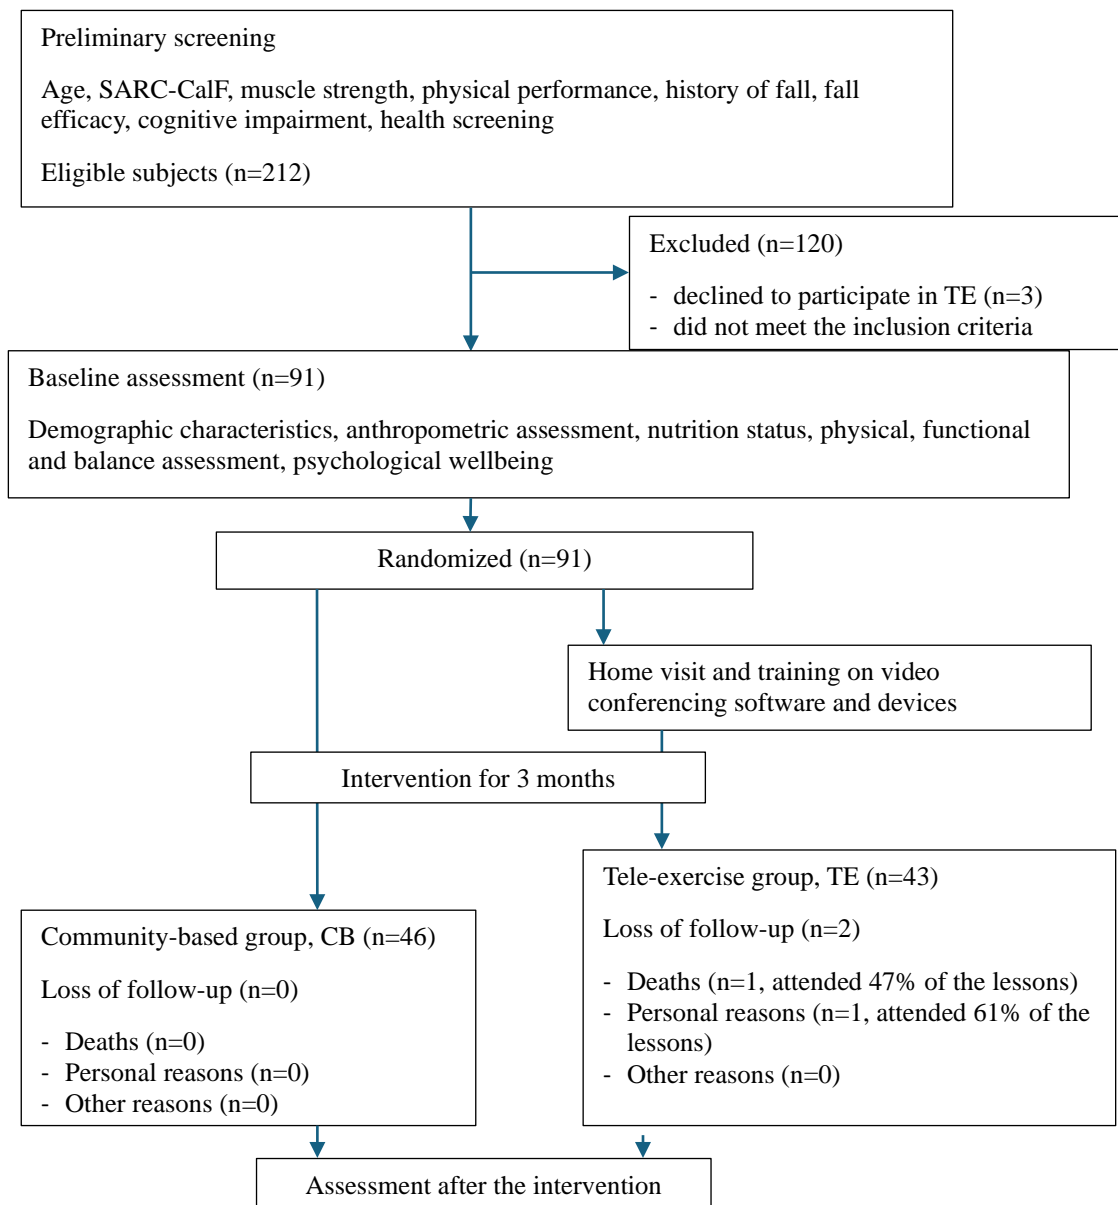 Preliminary screening
Age, SARC-CalF, muscle strength, physical performance, history of fall, fall
efficacy, cognitive impairment, health screening
Eligible subjects (n=212)
Excluded (n=120)
- declined to participate in TE (n=3)
- did not meet the inclusion criteria
Baseline assessment (n=91)
Demographic characteristics, anthropometric assessment, nutrition status, physical, functional
and balance assessment, psychological wellbeing
Randomized (n=91)
Home visit and training on video
conferencing software and devices
Intervention for 3 months
Community-based group, CB (n=46)
Loss of follow-up (n=0)
- Deaths (n=0)
- Personal reasons (n=0)
- Other reasons (n=0)
Tele-exercise group, TE (n=43)
Loss of follow-up (n=2)
- Deaths (n=1, attended 47% of the lessons)
- Personal reasons (n=1, attended 61% of the
lessons)
- Other reasons (n=0)
Assessment after the intervention